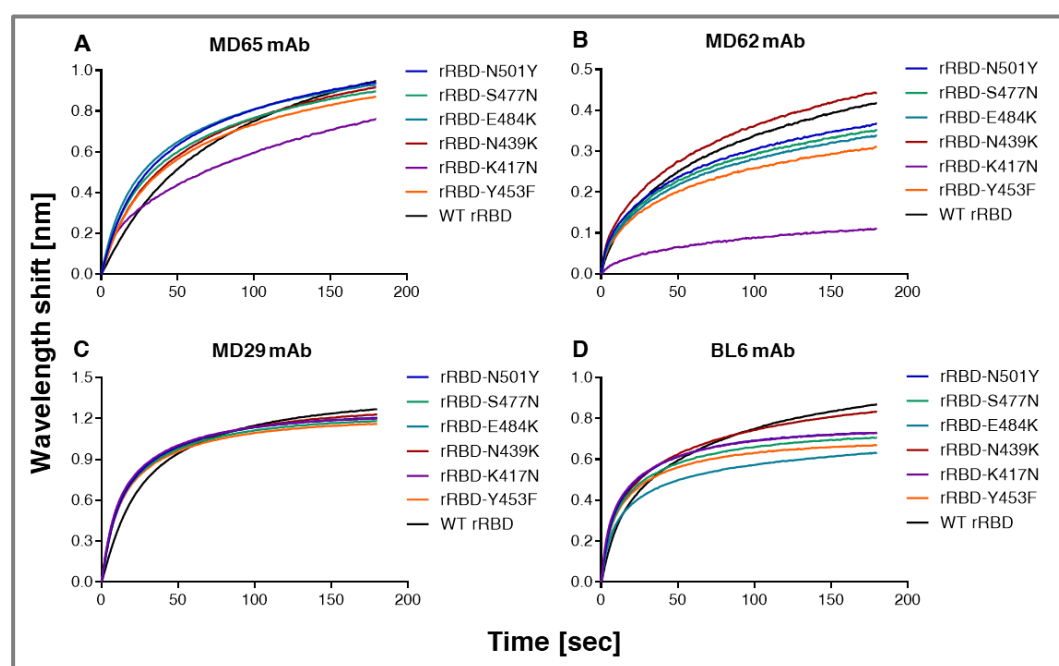 A
MD65 mAb
1.0
0.8
0.6
0.4
0.2
0.0
0
50
100
150
200
rRBD-N501Y
rRBD-S477N
rRBD-E484K
rRBD-N439K
rRBD-K417N
rRBD-Y453F
WT rRBD
B
MD62 mAb
0.5
0.4
0.3
0.2
0.1
0.0
0
50
100
150
200
rRBD-N501Y
rRBD-S477N
rRBD-E484K
rRBD-N439K
rRBD-K417N
rRBD-Y453F
WT rRBD
C
MD29 mAb
1.5
1.2
0.9
0.6
0.3
0.0
0
50
100
150
200
rRBD-N501Y
rRBD-S477N
rRBD-E484K
rRBD-N439K
rRBD-K417N
rRBD-Y453F
WT rRBD
D
BL6 mAb
1.0
0.8
0.6
0.4
0.2
0.0
0
50
100
150
200
rRBD-N501Y
rRBD-S477N
rRBD-E484K
rRBD-N439K
rRBD-K417N
rRBD-Y453F
WT rRBD
Wavelength shift [nm]
Time [sec]